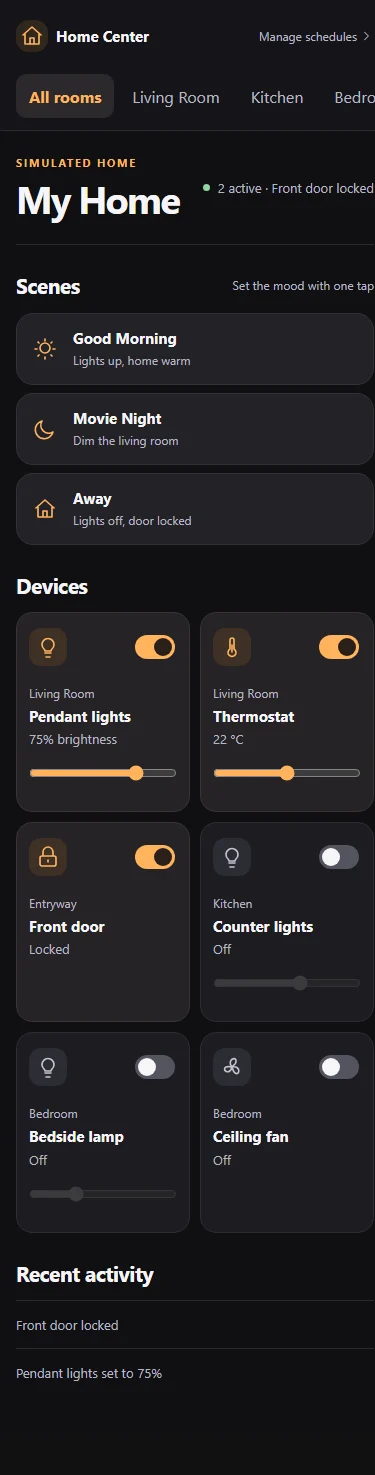 Home Center
Manage schedules
All rooms
Living Room
Kitchen
Bedro
SIMULATED HOME
My Home
2 active · Front door locked
Scenes
Set the mood with one tap
Good Morning
Lights up, home warm
Movie Night
Dim the living room
Away
Lights off, door locked
Devices
Living Room
Pendant lights
75% brightness
Living Room
Thermostat
22 °C
Entryway
Front door
Locked
Kitchen
Counter lights
Off
Bedroom
Bedside lamp
Off
Bedroom
Ceiling fan
Off
Recent activity
Front door locked
Pendant lights set to 75%